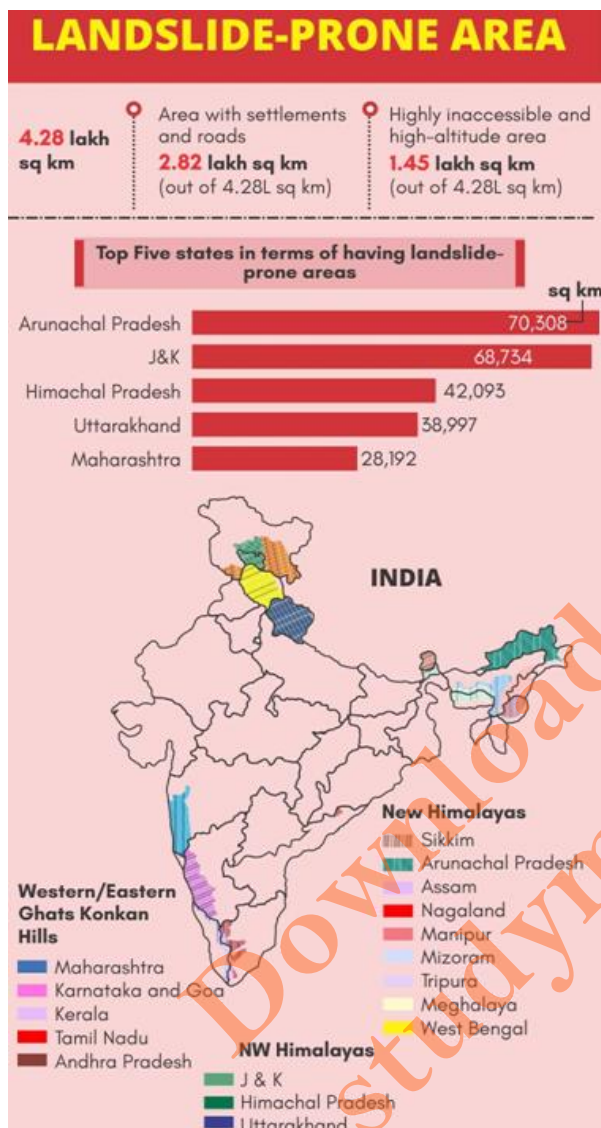 LANDSLIDE-PRONE AREA
4.28 lakh
sq km
Area with settlements
and roads
2.82 lakh sq km
(out of 4.28L sq km)
Highly inaccessible and
high-altitude area
1.45 lakh sq km
(out of 4.28L sq km)
Top Five states in terms of having landslide-
prone areas
sq km
Arunachal Pradesh 70,308
J&K 68,734
Himachal Pradesh 42,093
Uttarakhand 38,997
Maharashtra 28,192
INDIA
New Himalayas
Sikkim
Arunachal Pradesh
Assam
Nagaland
Manipur
Mizoram
Tripura
Meghalaya
West Bengal
Western/Eastern
Ghats Konkan
Hills
Maharashtra
Karnataka and Goa
Kerala
Tamil Nadu
Andhra Pradesh
NW Himalayas
J & K
Himachal Pradesh
Uttarakhand
Download
studym